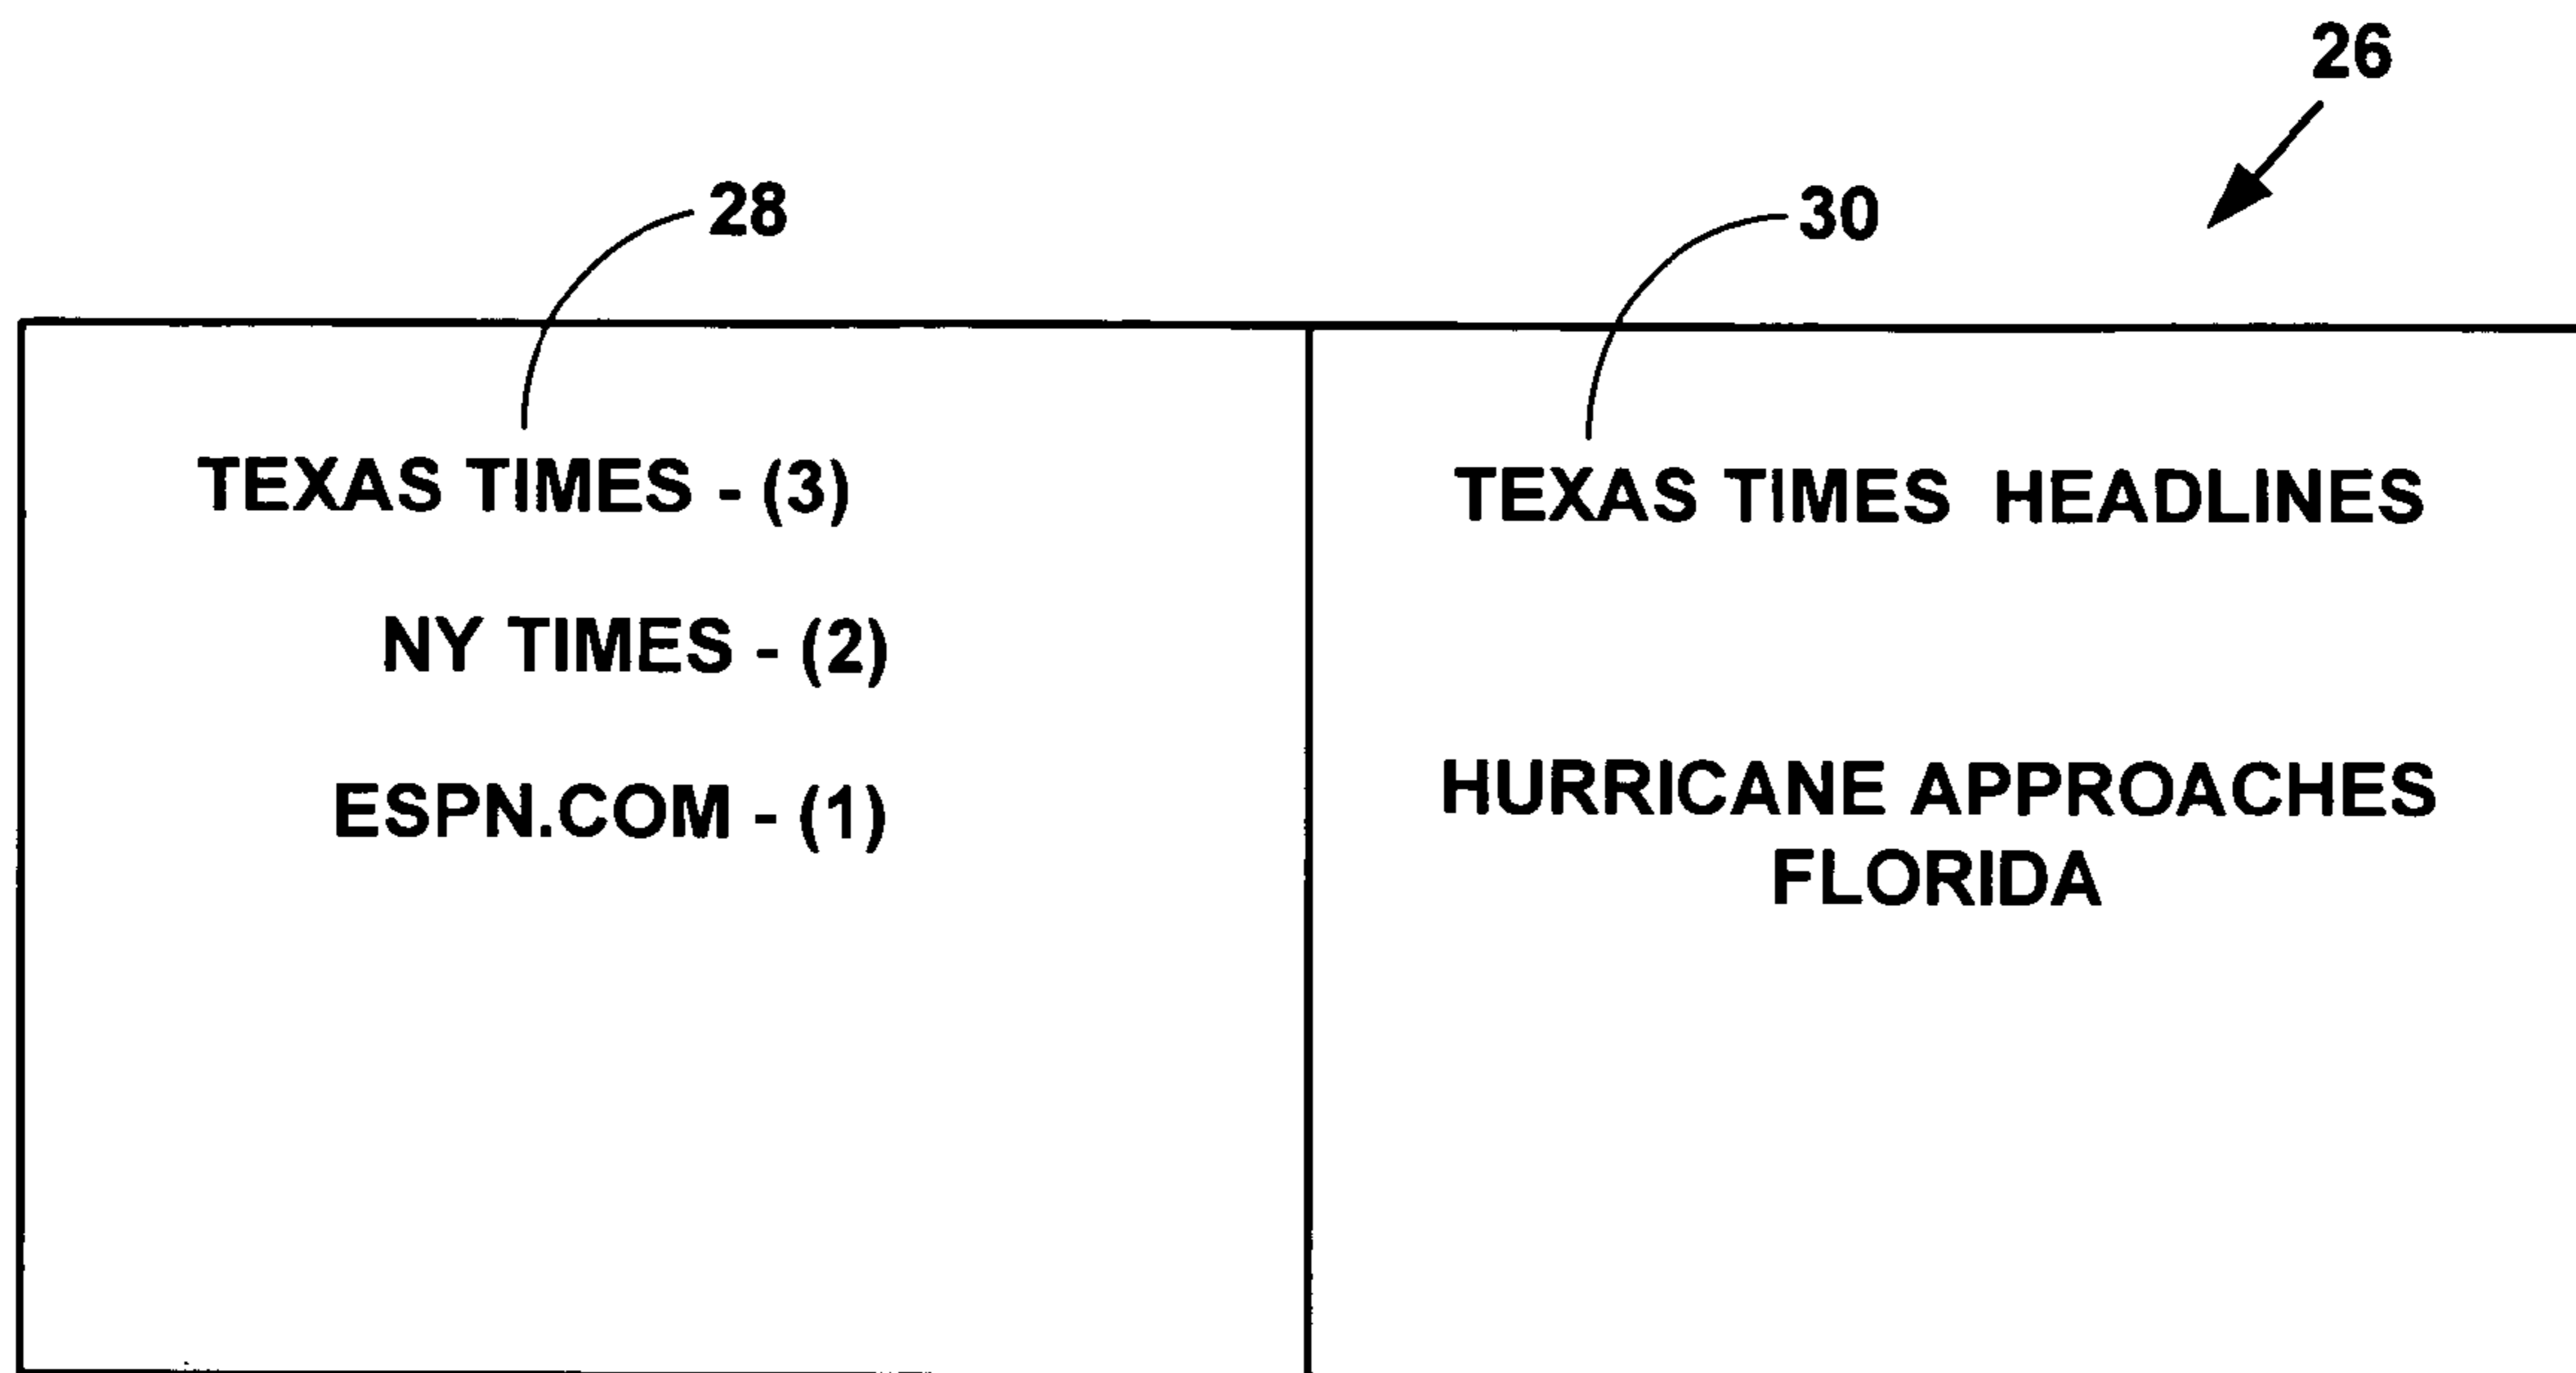 26
28
30
TEXAS TIMES - (3)
NY TIMES - (2)
ESPN.COM - (1)
TEXAS TIMES HEADLINES
HURRICANE APPROACHES
FLORIDA